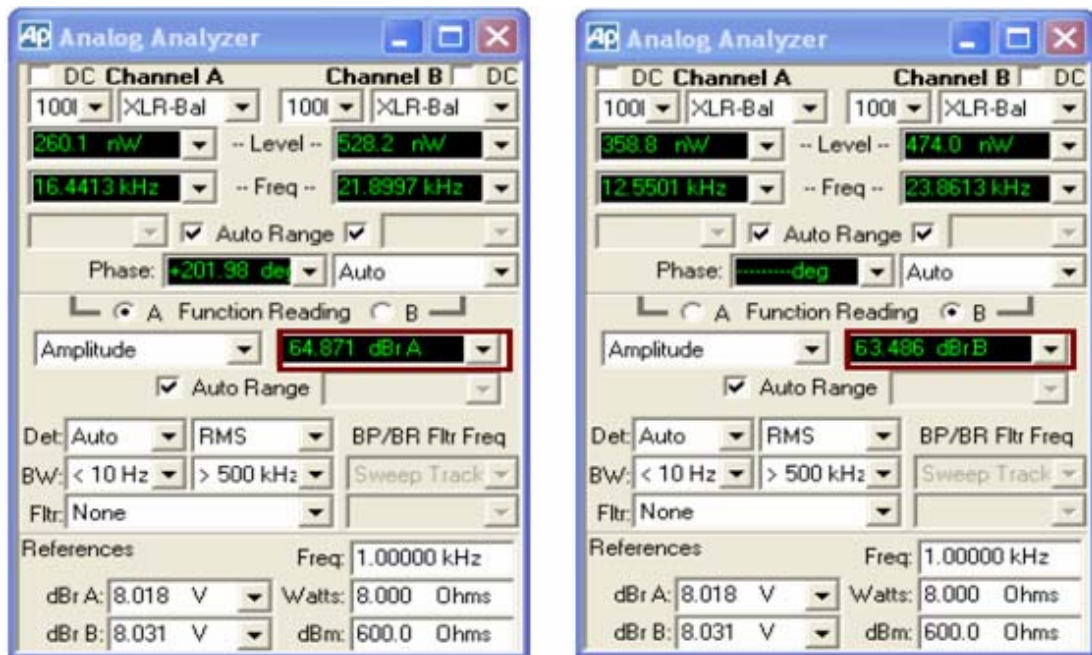 Ap Analog Analyzer
DC Channel A Channel B DC
100l XLR-Bal 100l XLR-Bal
260.1 nW -- Level -- 528.2 nW
16.4413 kHz -- Freq -- 21.8997 kHz
Auto Range
Phase: +201.98 deg Auto
A Function Reading B
Amplitude 64.871 dBr A
Auto Range
Det: Auto RMS BP/BR Fltr Freq
BW: < 10 Hz > 500 kHz Sweep Track
Fltr: None
References Freq: 1.00000 kHz
dBr A: 8.018 V Watts: 8.000 Ohms
dBr B: 8.031 V dBm: 600.0 Ohms
Ap Analog Analyzer
DC Channel A Channel B DC
100l XLR-Bal 100l XLR-Bal
358.8 nW -- Level -- 474.0 nW
12.5501 kHz -- Freq -- 23.8613 kHz
Auto Range
Phase: ---------deg Auto
A Function Reading B
Amplitude 63.486 dBr B
Auto Range
Det: Auto RMS BP/BR Fltr Freq
BW: < 10 Hz > 500 kHz Sweep Track
Fltr: None
References Freq: 1.00000 kHz
dBr A: 8.018 V Watts: 8.000 Ohms
dBr B: 8.031 V dBm: 600.0 Ohms